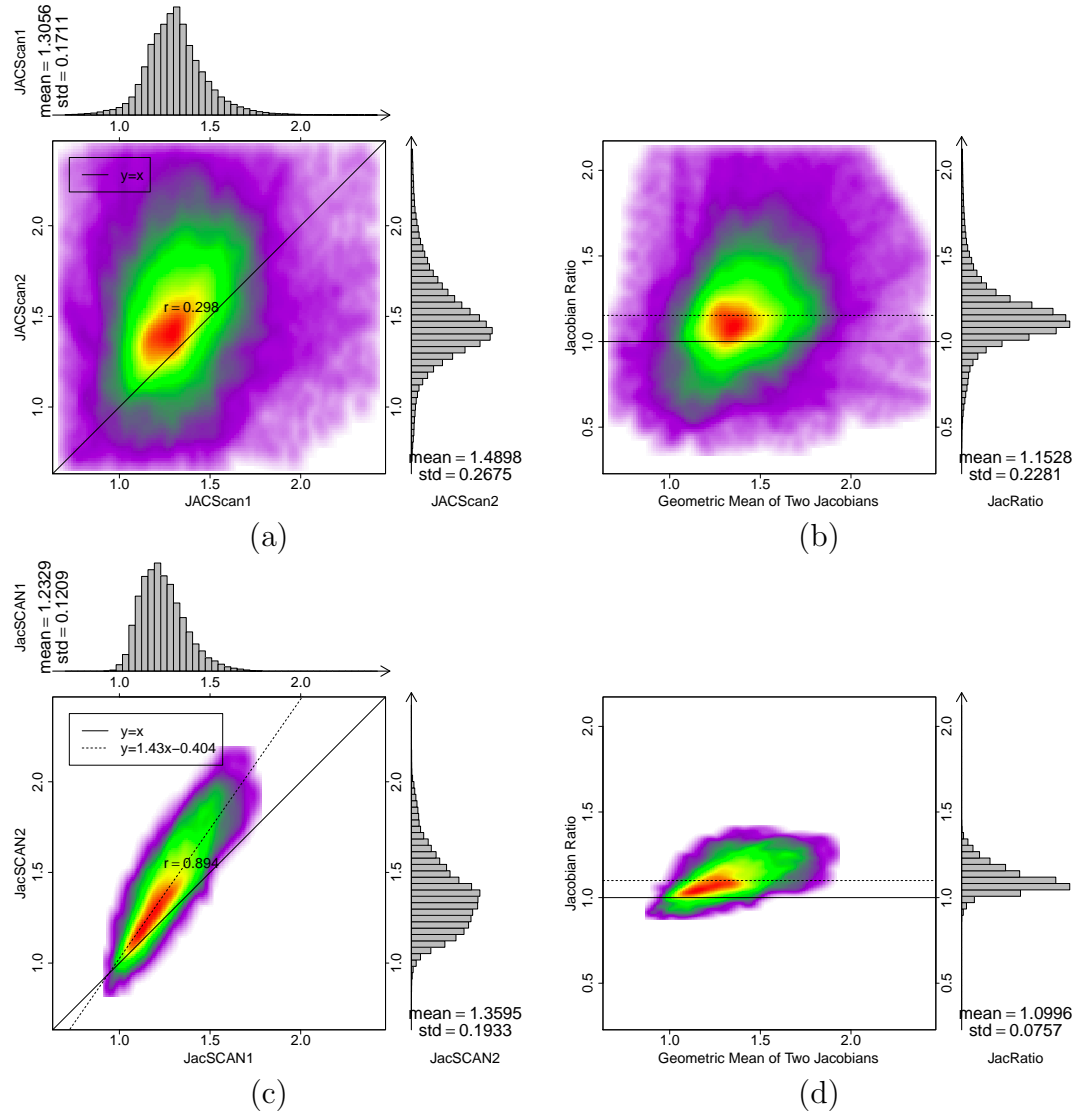 JACScan1
mean = 1.3056
std = 0.1711
1.0 1.5 2.0
y=x
r = 0.298
JACScan2
1.0 1.5 2.0
1.0 1.5 2.0
JACScan1
1.0 1.5 2.0
mean = 1.4898
std = 0.2675
JACScan2
(a)
Jacobian Ratio
0.5 1.0 1.5 2.0
1.0 1.5 2.0
Geometric Mean of Two Jacobians
0.5 1.0 1.5 2.0
mean = 1.1528
std = 0.2281
JacRatio
(b)
JacSCAN1
mean = 1.2329
std = 0.1209
1.0 1.5 2.0
y=x
y=1.43x−0.404
r = 0.894
JacSCAN2
1.0 1.5 2.0
1.0 1.5 2.0
JacSCAN1
1.0 1.5 2.0
mean = 1.3595
std = 0.1933
JacSCAN2
(c)
Jacobian Ratio
0.5 1.0 1.5 2.0
1.0 1.5 2.0
Geometric Mean of Two Jacobians
0.5 1.0 1.5 2.0
mean = 1.0996
std = 0.0757
JacRatio
(d)